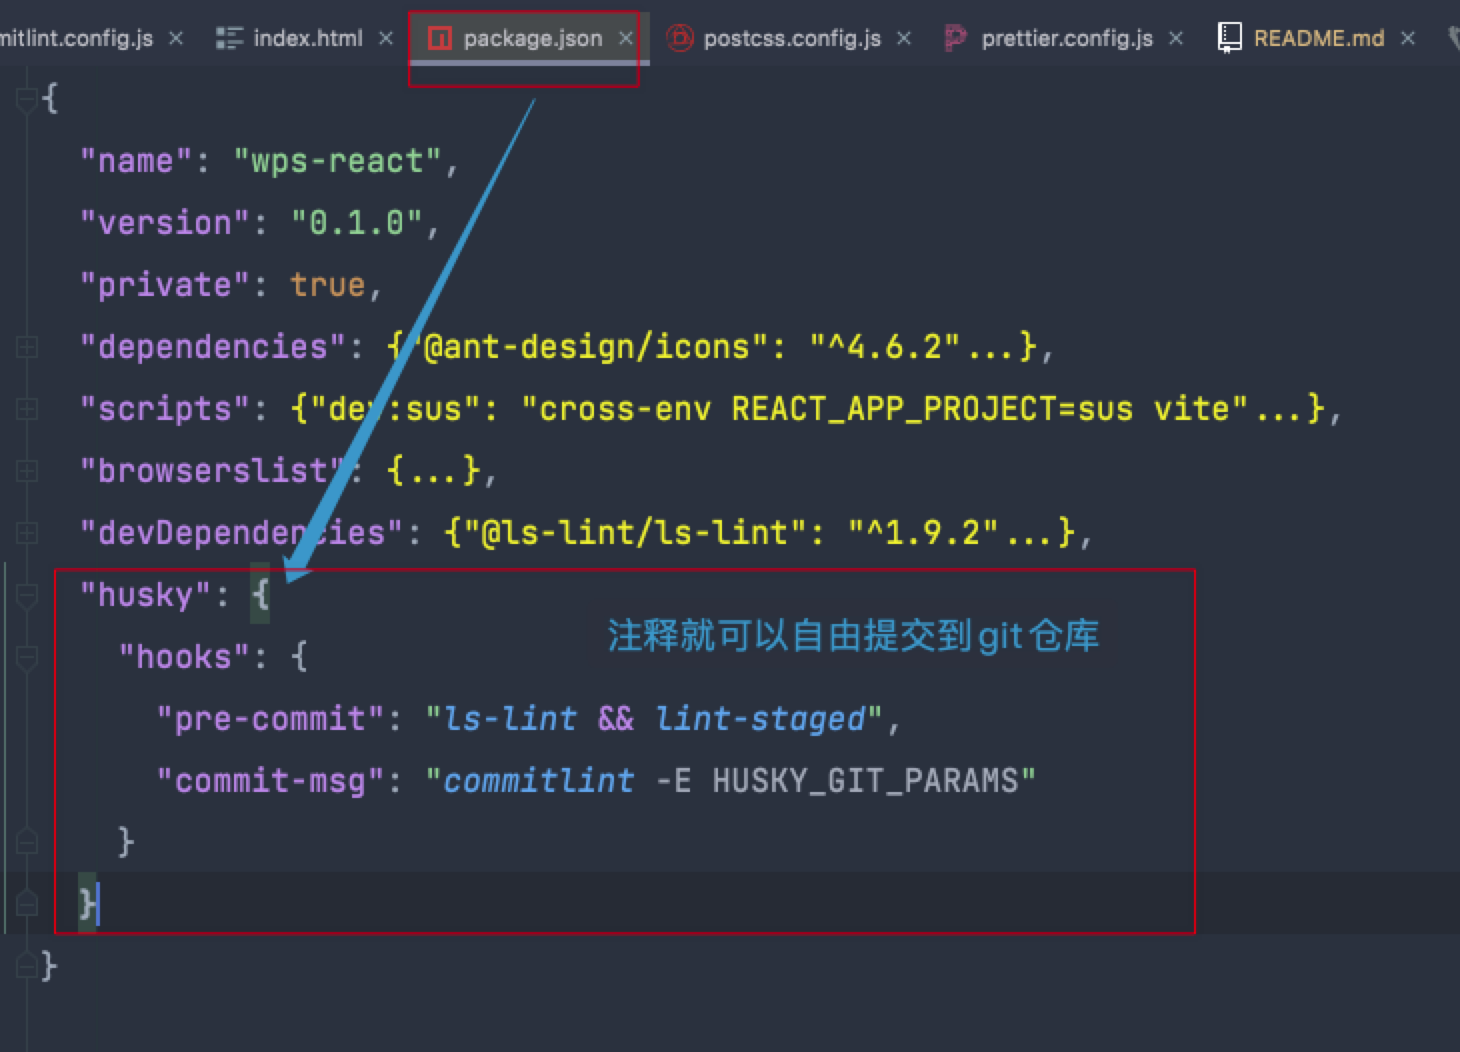 mitlint.config.js × index.html × package.json × postcss.config.js × prettier.config.js × README.md ×
{
"name": "wps-react",
"version": "0.1.0",
"private": true,
"dependencies": {"@ant-design/icons": "^4.6.2"...},
"scripts": {"dev:sus": "cross-env REACT_APP_PROJECT=sus vite"...},
"browserslist": {...},
"devDependencies": {"@ls-lint/ls-lint": "^1.9.2"...},
"husky": {
注释就可以自由提交到git仓库
"hooks": {
"pre-commit": "ls-lint && lint-staged",
"commit-msg": "commitlint -E HUSKY_GIT_PARAMS"
}
}
}